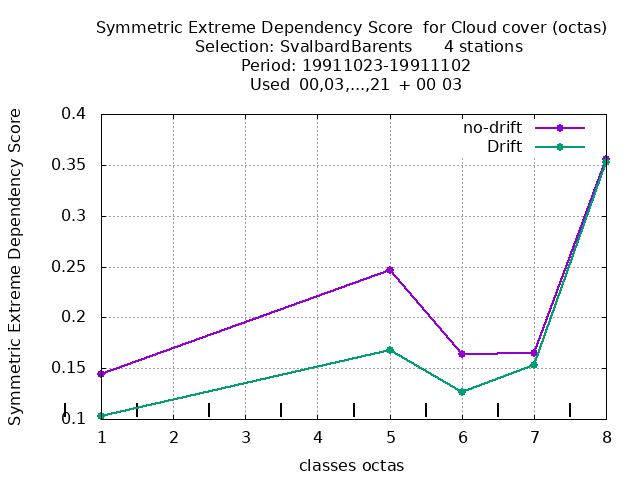 Symmetric Extreme Dependency Score  for Cloud cover (octas)
Selection: SvalbardBarents      4 stations
Period: 19911023-19911102
Used  00,03,...,21  + 00 03
Symmetric Extreme Dependency Score
0.4
0.35
0.3
0.25
0.2
0.15
0.1
no-drift
Drift
1 2 3 4 5 6 7 8
classes octas